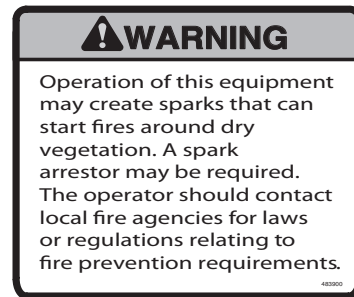 WARNING
Operation of this equipment
may create sparks that can
start fires around dry
vegetation. A spark
arrestor may be required.
The operator should contact
local fire agencies for laws
or regulations relating to
fire prevention requirements.
483900